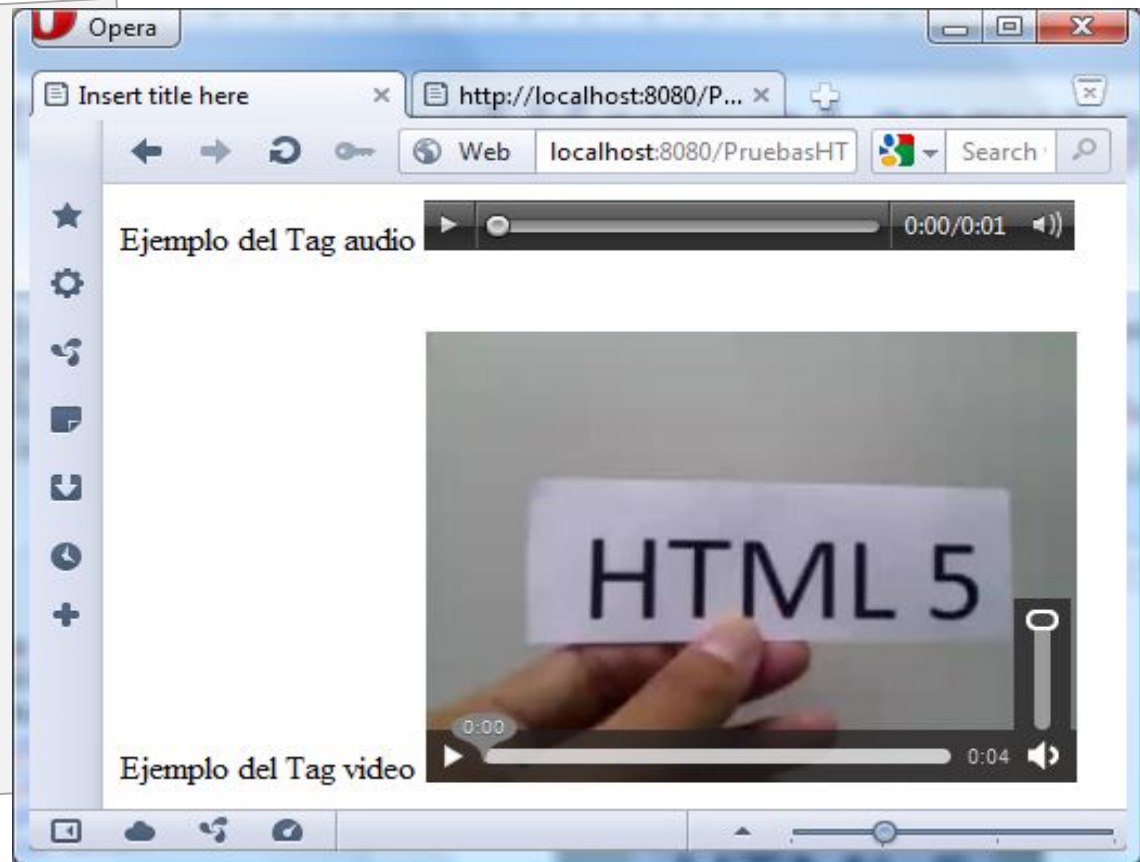 Opera
Insert title here
http://localhost:8080/P...
Web
localhost:8080/PruebasHT
Search
Ejemplo del Tag audio
0:00/0:01
HTML 5
0:00
0:04
Ejemplo del Tag video